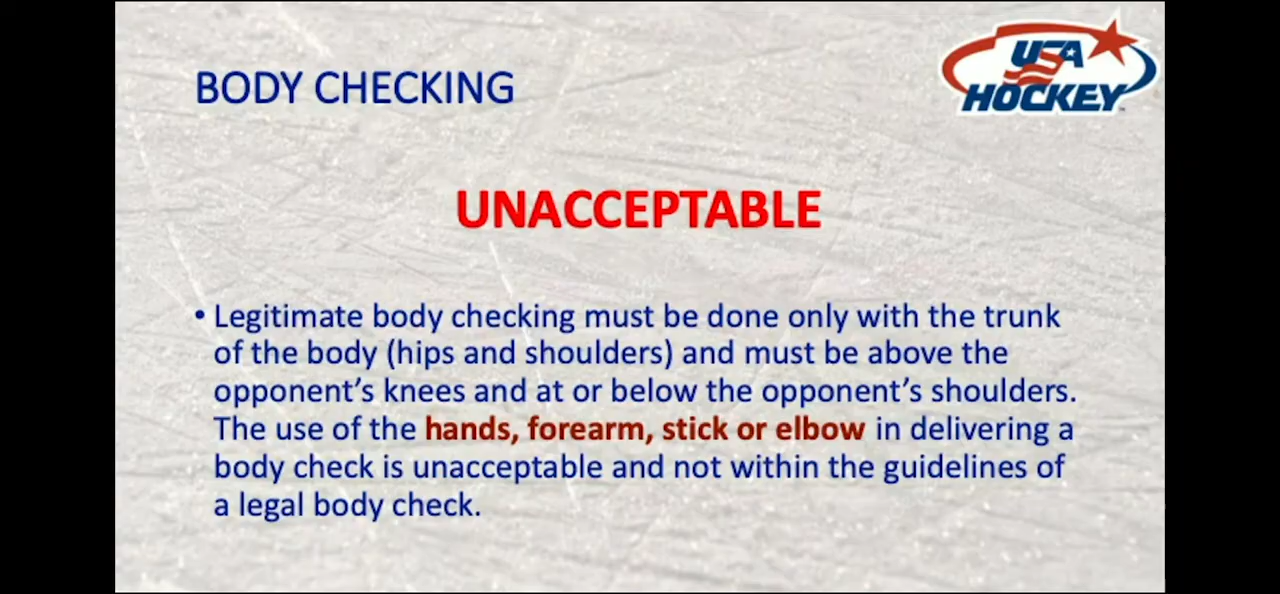 USA
HOCKEY
BODY CHECKING
UNACCEPTABLE
• Legitimate body checking must be done only with the trunk
of the body (hips and shoulders) and must be above the
opponent’s knees and at or below the opponent’s shoulders.
The use of the hands, forearm, stick or elbow in delivering a
body check is unacceptable and not within the guidelines of
a legal body check.